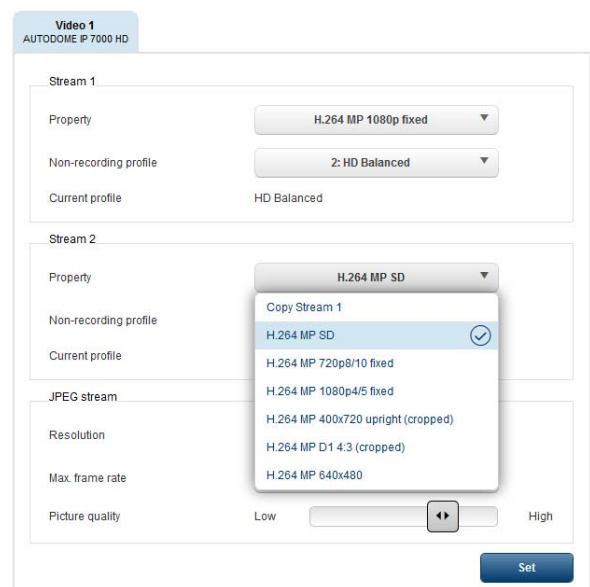 Video 1
AUTODOME IP 7000 HD
Stream 1
Property
H.264 MP 1080p fixed
Non-recording profile
2: HD Balanced
Current profile
HD Balanced
Stream 2
Property
H.264 MP SD
Non-recording profile
Current profile
Copy Stream 1
H.264 MP SD
H.264 MP 720p8/10 fixed
H.264 MP 1080p4/5 fixed
H.264 MP 400x720 upright (cropped)
H.264 MP D1 4:3 (cropped)
H.264 MP 640x480
JPEG stream
Resolution
Max. frame rate
Picture quality
Low
High
Set